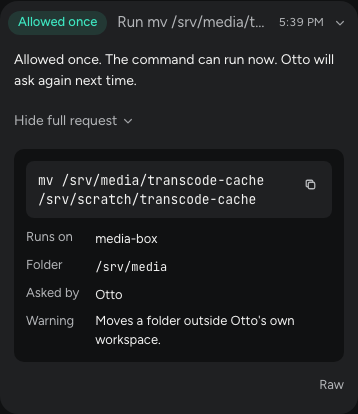 Allowed once Run mv /srv/media/t... 5:39 PM
Allowed once. The command can run now. Otto will
ask again next time.
Hide full request
mv /srv/media/transcode-cache
/srv/scratch/transcode-cache
Runs on media-box
Folder /srv/media
Asked by Otto
Warning Moves a folder outside Otto's own
workspace.
Raw